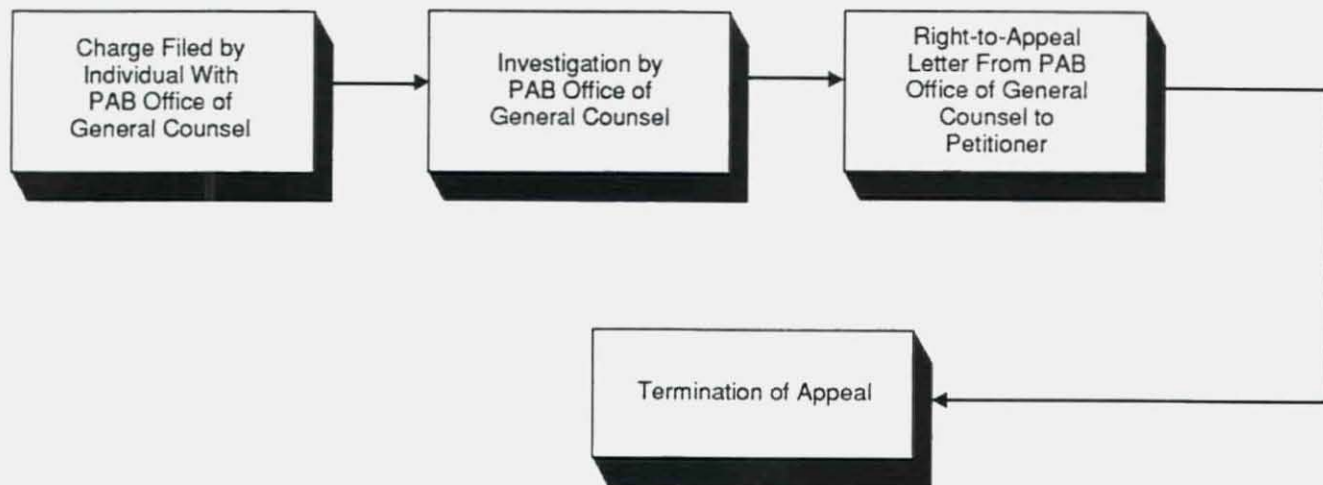 Charge Filed by
Individual With
PAB Office of
General Counsel
Investigation by
PAB Office of
General Counsel
Right-to-Appeal
Letter From PAB
Office of General
Counsel to
Petitioner
Termination of Appeal